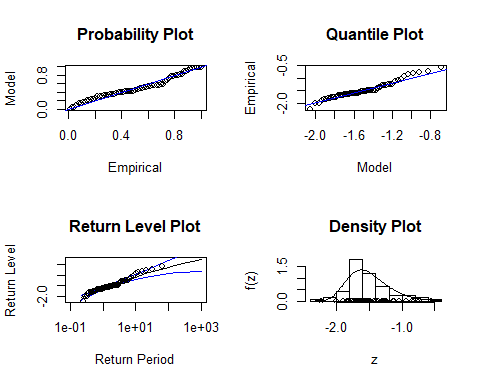 Probability Plot
Model
0.0 0.8
0.0 0.4 0.8
Empirical
Quantile Plot
Empirical
-2.0 -0.5
-2.0 -1.6 -1.2 -0.8
Model
Return Level Plot
Return Level
-2.0
1e-01 1e+01 1e+03
Return Period
Density Plot
f(z)
0.0 1.5
-2.0 -1.0
z